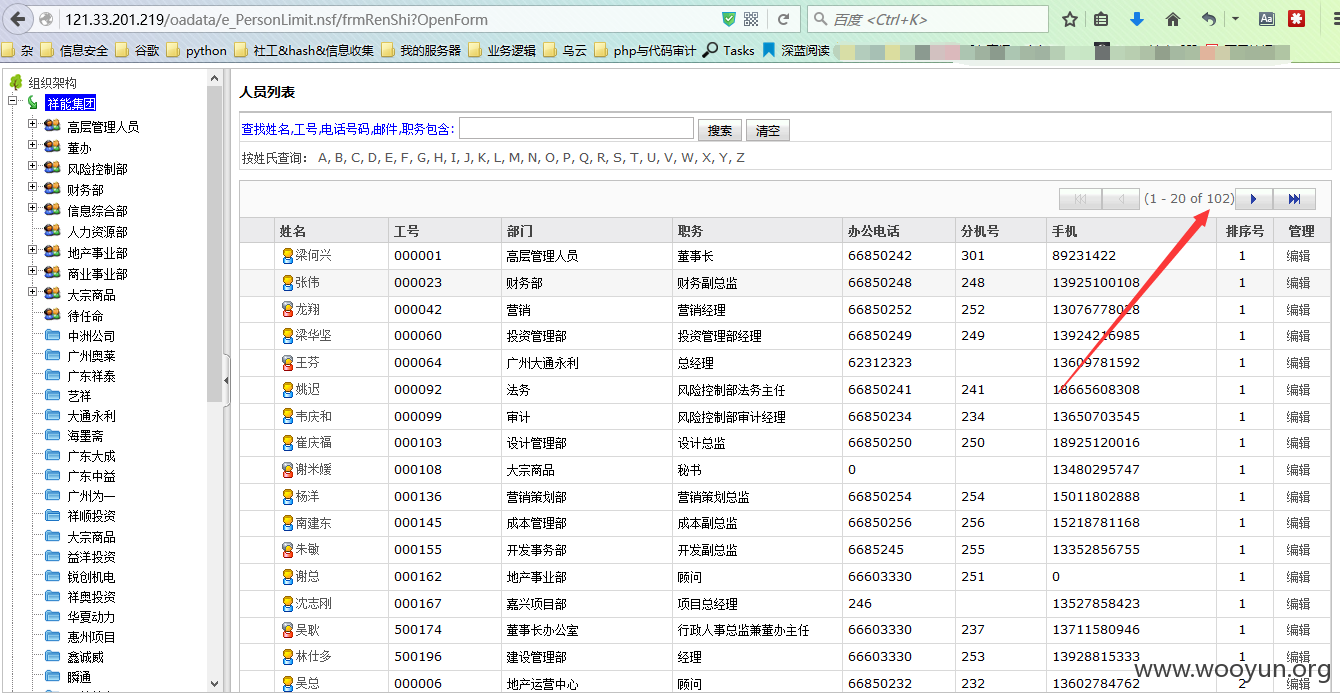 121.33.201.219/oadata/e_PersonLimit.nsf/frmRenShi?OpenForm
百度 <Ctrl+K>
杂 信息安全 谷歌 python 社工&hash&信息收集 我的服务器 业务逻辑 乌云 php与代码审计 Tasks 深蓝阅读
组织架构
祥能集团
高层管理人员
董办
风险控制部
财务部
信息综合部
人力资源部
地产事业部
商业事业部
大宗商品
待任命
中洲公司
广州奥莱
广东祥泰
艺祥
大通永利
海墨斋
广东大成
广东中益
广州为一
祥顺投资
大宗商品
益洋投资
锐创机电
祥奥投资
华夏动力
惠州项目
鑫诚威
瞬通
人员列表
查找姓名,工号,电话号码,邮件,职务包含: 搜索 清空
按姓氏查询: A, B, C, D, E, F, G, H, I, J, K, L, M, N, O, P, Q, R, S, T, U, V, W, X, Y, Z
(1 - 20 of 102)
姓名 工号 部门 职务 办公电话 分机号 手机 排序号 管理
梁何兴 000001 高层管理人员 董事长 66850242 301 89231422 1 编辑
张伟 000023 财务部 财务副总监 66850248 248 13925100108 1 编辑
龙翔 000042 营销 营销经理 66850252 252 13076778028 1 编辑
梁华坚 000060 投资管理部 投资管理部经理 66850249 249 13924216985 1 编辑
王芬 000064 广州大通永利 总经理 62312323 13609781592 1 编辑
姚迟 000092 法务 风险控制部法务主任 66850241 241 18665608308 1 编辑
韦庆和 000099 审计 风险控制部审计经理 66850234 234 13650703545 1 编辑
崔庆福 000103 设计管理部 设计总监 66850250 250 18925120016 1 编辑
谢米媛 000108 大宗商品 秘书 0 13480295747 1 编辑
杨洋 000136 营销策划部 营销策划总监 66850254 254 15011802888 1 编辑
南建东 000145 成本管理部 成本副总监 66850256 256 15218781168 1 编辑
朱敏 000155 开发事务部 开发副总监 6685245 255 13352856755 1 编辑
谢总 000162 地产事业部 顾问 66603330 251 0 1 编辑
沈志刚 000167 嘉兴项目部 项目总经理 246 13527858423 1 编辑
吴耿 500174 董事长办公室 行政人事总监兼董办主任 66603330 237 13711580946 1 编辑
林仕多 500196 建设管理部 经理 66603330 253 13928815333 1 编辑
吴总 000006 地产运营中心 顾问 66850232 232 13602784762 2 编辑
www.wooyun.org